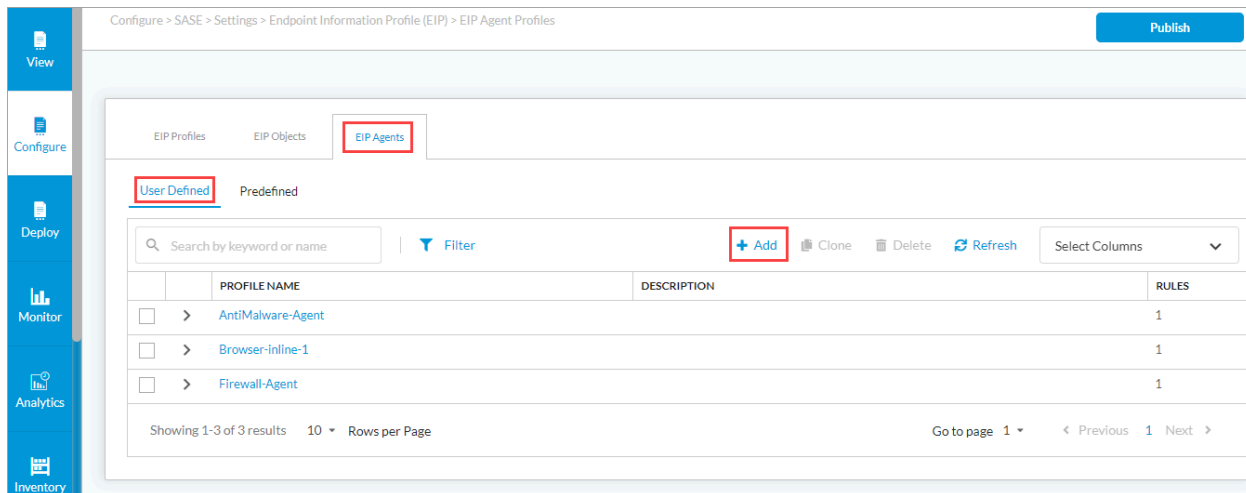 Configure > SASE > Settings > Endpoint Information Profile (EIP) > EIP Agent Profiles
Publish
View
Configure
Deploy
Monitor
Analytics
Inventory
EIP Profiles EIP Objects EIP Agents
User Defined Predefined
Search by keyword or name Filter + Add Clone Delete Refresh Select Columns
PROFILE NAME DESCRIPTION RULES
AntiMalware-Agent 1
Browser-inline-1 1
Firewall-Agent 1
Showing 1-3 of 3 results 10 Rows per Page Go to page 1 < Previous 1 Next >